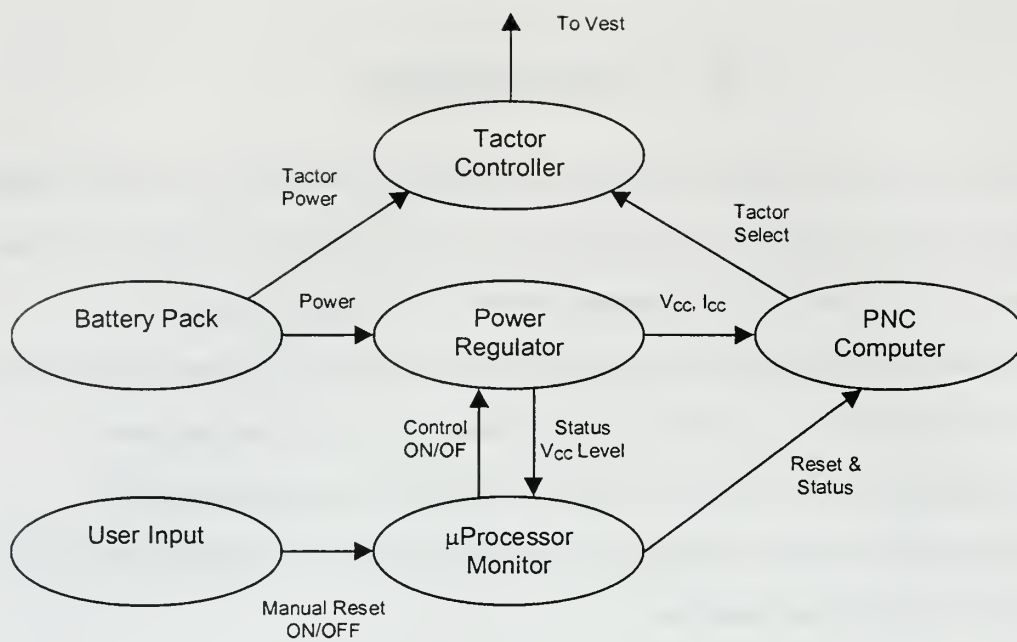 To Vest
Tactor
Controller
Tactor
Power
Tactor
Select
Battery Pack
Power
Power
Regulator
VCC, ICC
PNC
Computer
Control
ON/OF
Status
VCC Level
Reset &
Status
User Input
Manual Reset
ON/OFF
μProcessor
Monitor